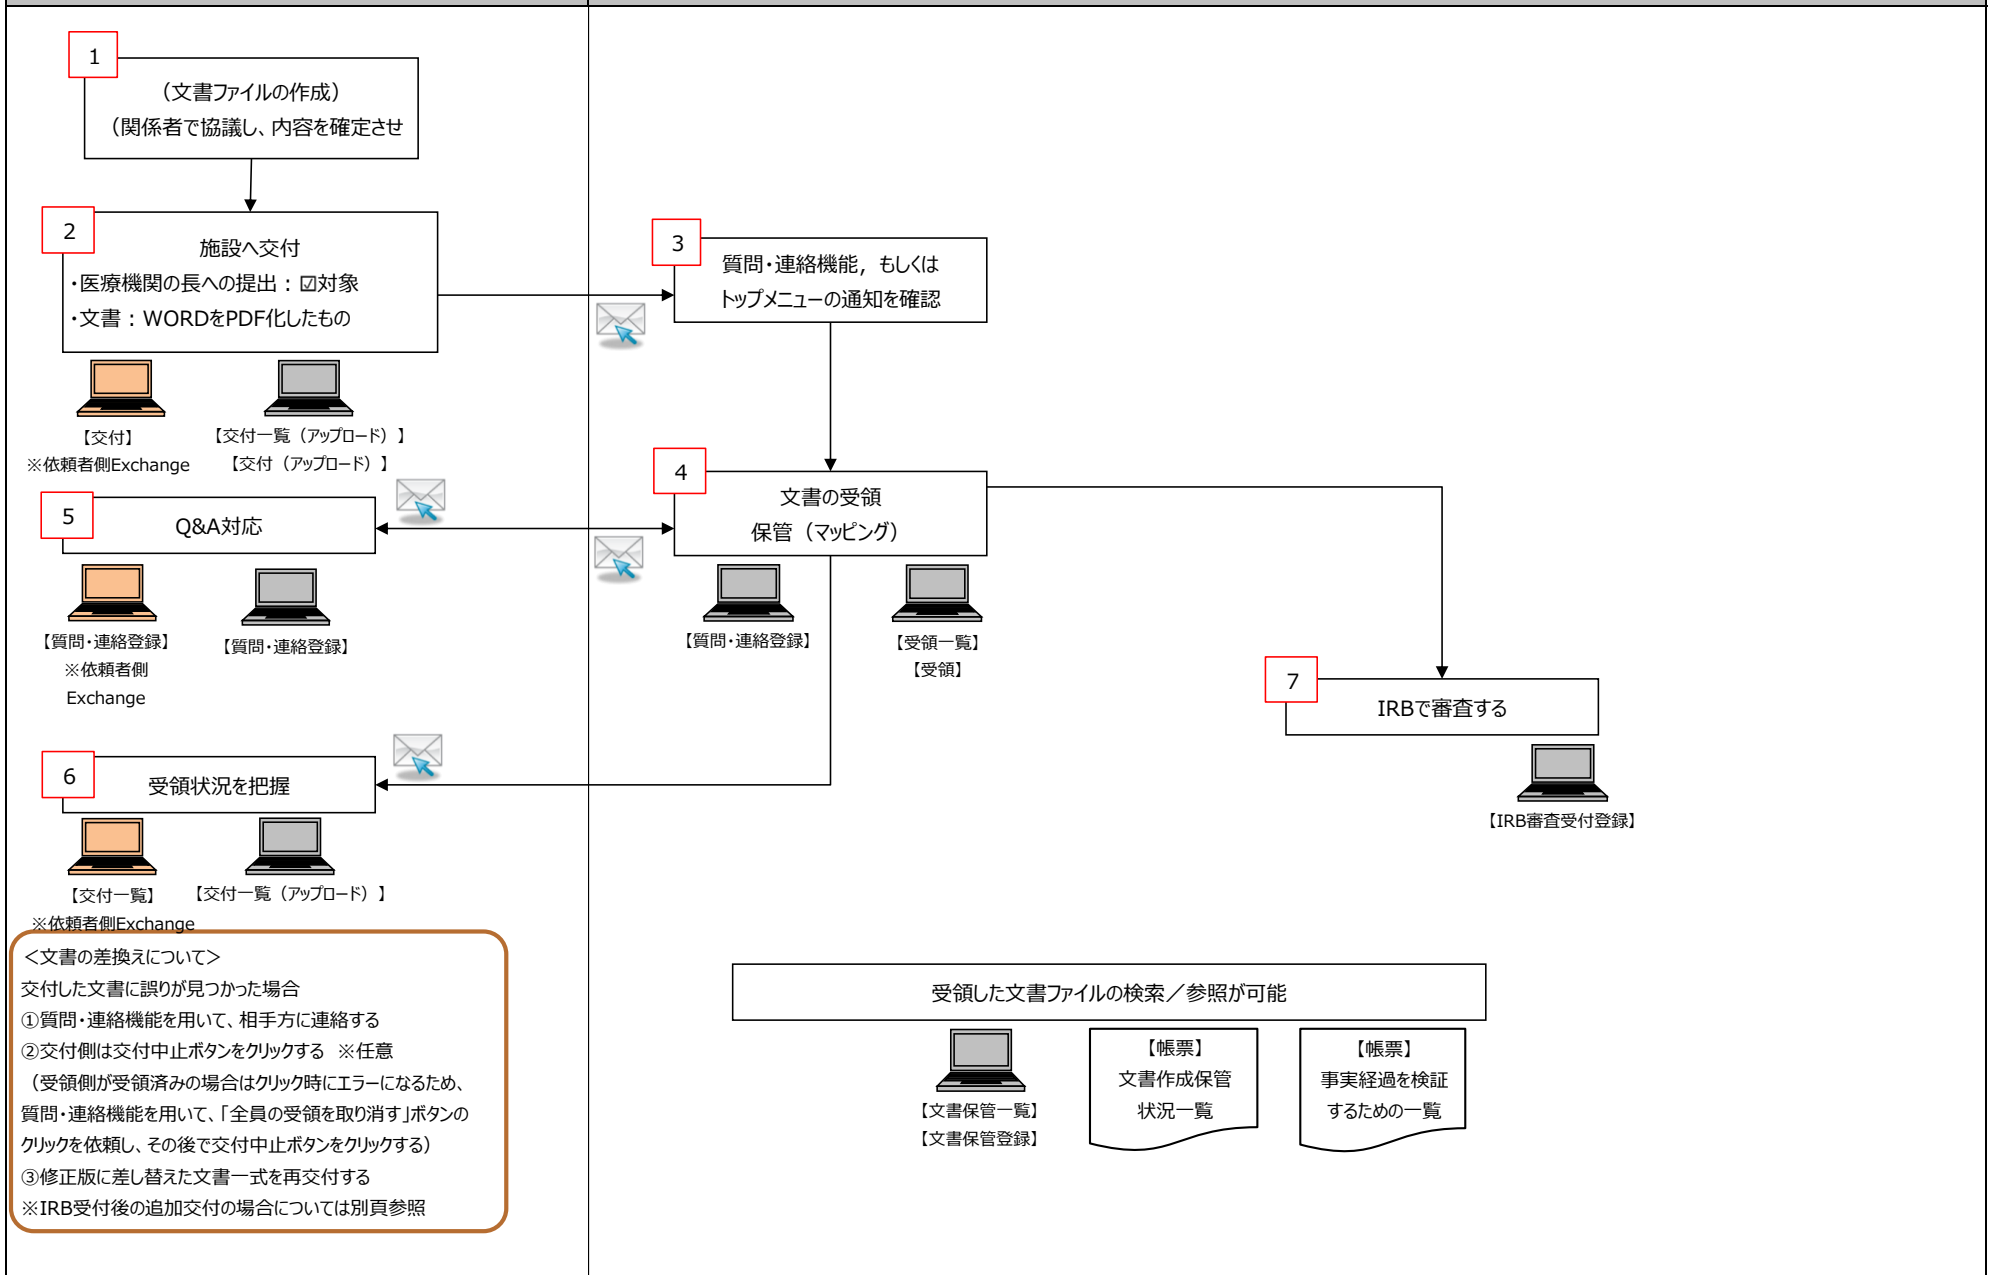 1
（文書ファイルの作成）
（関係者で協議し、内容を確定させ
2
施設へ交付
・医療機関の長への提出：☑対象
・文書：WORDをPDF化したもの
【交付】
※依頼者側Exchange
【交付一覧（アップロード）】
【交付（アップロード）】
3
質問・連絡機能，もしくは
トップメニューの通知を確認
4
文書の受領
保管（マッピング）
【質問・連絡登録】
【受領一覧】
【受領】
5
Q&A対応
【質問・連絡登録】
※依頼者側
Exchange
【質問・連絡登録】
6
受領状況を把握
【交付一覧】
※依頼者側Exchange
【交付一覧（アップロード）】
7
IRBで審査する
【IRB審査受付登録】
＜文書の差換えについて＞
交付した文書に誤りが見つかった場合
①質問・連絡機能を用いて、相手方に連絡する
②交付側は交付中止ボタンをクリックする　※任意
（受領側が受領済みの場合はクリック時にエラーになるため、
質問・連絡機能を用いて、「全員の受領を取り消す」ボタンの
クリックを依頼し、その後で交付中止ボタンをクリックする）
③修正版に差し替えた文書一式を再交付する
※IRB受付後の追加交付の場合については別頁参照
受領した文書ファイルの検索／参照が可能
【文書保管一覧】
【文書保管登録】
【帳票】
文書作成保管
状況一覧
【帳票】
事実経過を検証
するための一覧